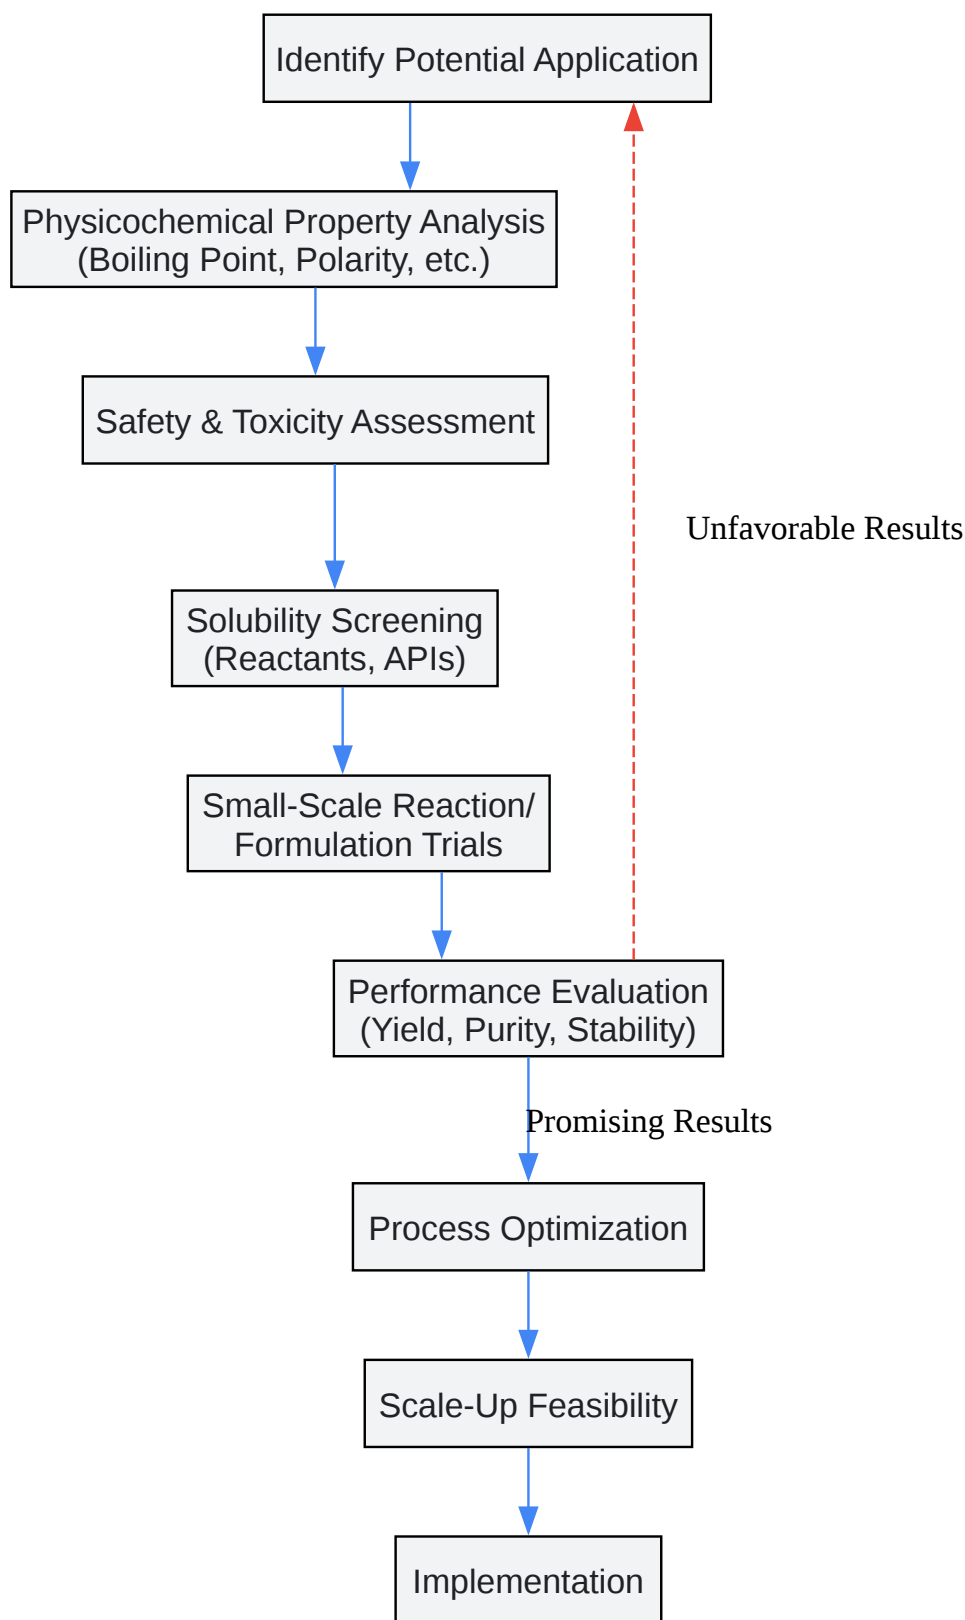 Identify Potential Application
Physicochemical Property Analysis
(Boiling Point, Polarity, etc.)
Safety & Toxicity Assessment
Unfavorable Results
Solubility Screening
(Reactants, APIs)
Small-Scale Reaction/
Formulation Trials
Performance Evaluation
(Yield, Purity, Stability)
Promising Results
Process Optimization
Scale-Up Feasibility
Implementation